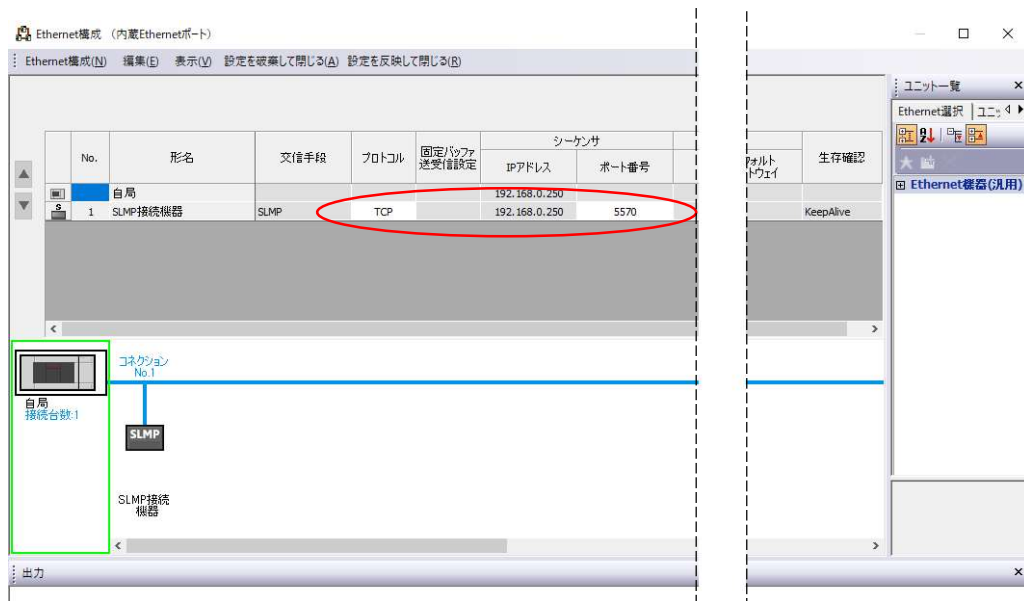 Ethernet構成 （内蔵Ethernetポート）
Ethernet構成(N) 編集(E) 表示(V) 設定を破棄して閉じる(A) 設定を反映して閉じる(R)
ユニット一覧
Ethernet選択
No. 形名 交信手段 プロトコル 固定バッファ 送受信設定 シーケンサ IPアドレス ポート番号 生存確認
自局 192.168.0.250
1 SLMP接続機器 SLMP TCP 192.168.0.250 5570 KeepAlive
Ethernet機器(汎用)
コネクション
No.1
自局
接続台数:1
SLMP
SLMP接続
機器
出力